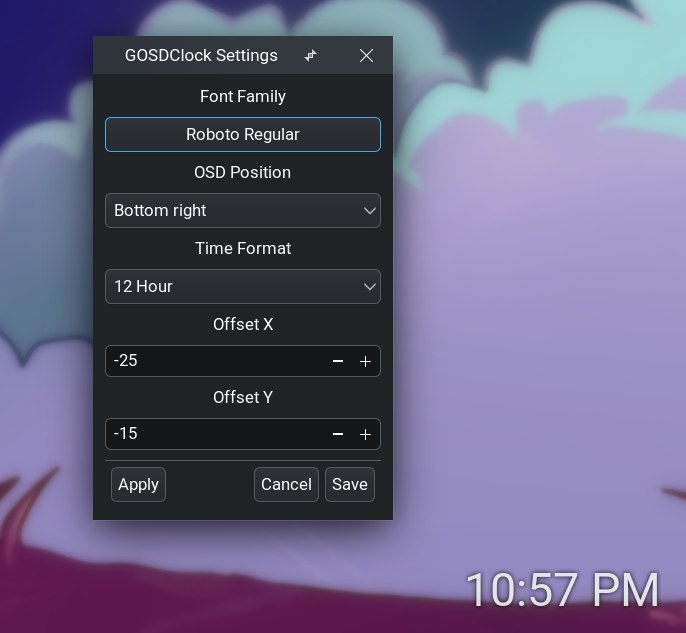 GOSDClock Settings
Font Family
Roboto Regular
OSD Position
Bottom right
Time Format
12 Hour
Offset X
-25
Offset Y
-15
Apply Cancel Save
10:57 PM